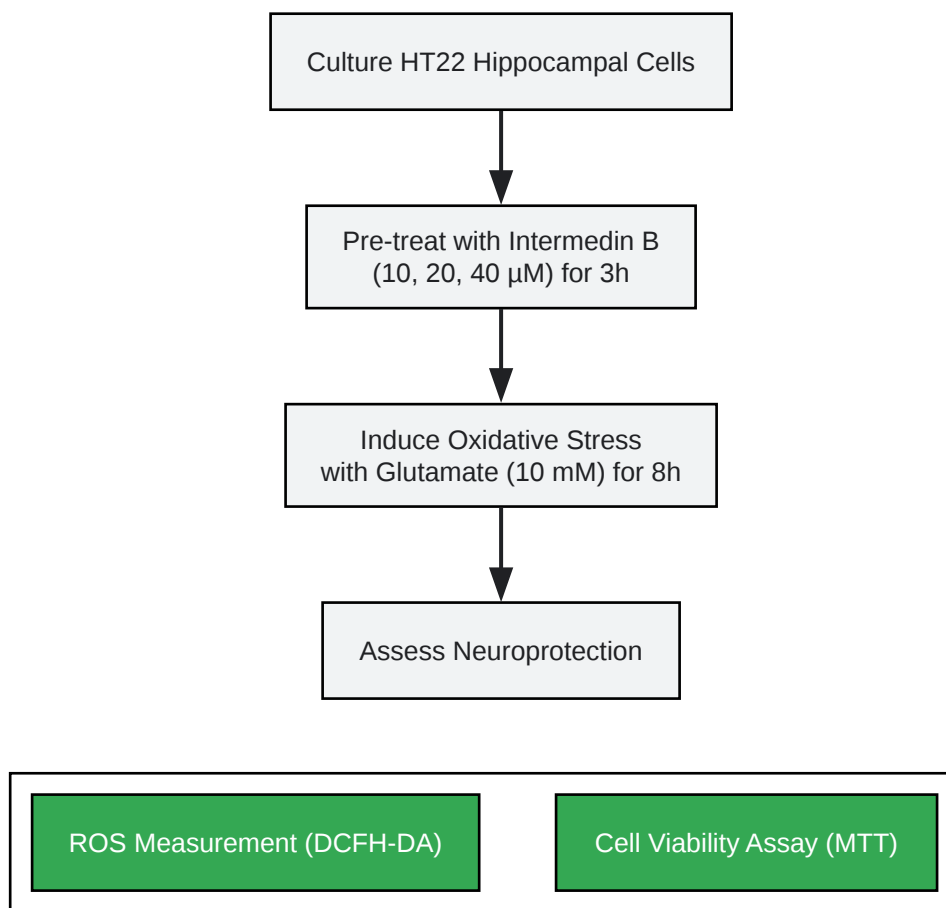 Culture HT22 Hippocampal Cells
Pre-treat with Intermedin B
(10, 20, 40 µM) for 3h
Induce Oxidative Stress
with Glutamate (10 mM) for 8h
Assess Neuroprotection
ROS Measurement (DCFH-DA)
Cell Viability Assay (MTT)